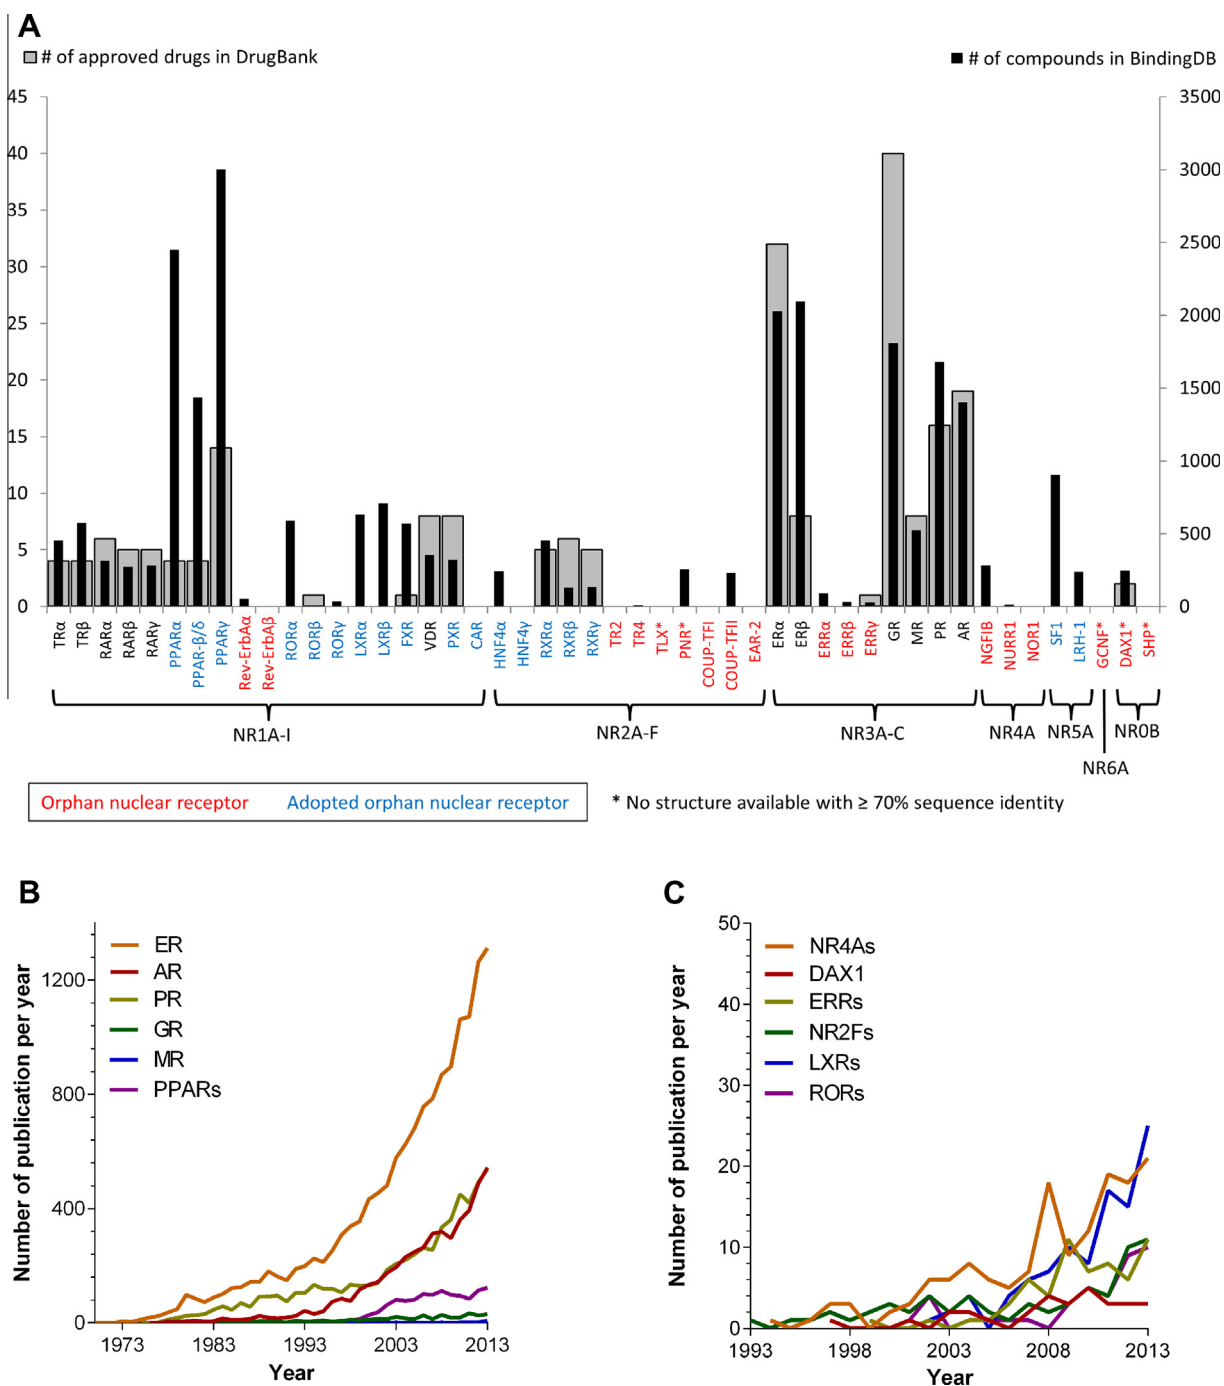 A
# of approved drugs in DrugBank
# of compounds in BindingDB
45
40
35
30
25
20
15
10
5
0
3500
3000
2500
2000
1500
1000
500
0
TRα
TRβ
RARα
RARβ
RARγ
PPARα
PPAR-β/δ
PPARγ
Rev-ErbAα
Rev-ErbAβ
RORα
RORβ
RORγ
LXRα
LXRβ
FXR
VDR
PXR
CAR
HNF4α
HNF4γ
RXRα
RXRβ
RXRγ
TR2
TR4
TLX*
PNR*
COUP-TFI
COUP-TFII
EAR-2
ERα
ERβ
ERRα
ERRβ
ERRγ
GR
MR
PR
AR
NGFIB
NURR1
NOR1
SF1
LRH-1
GCNF*
DAX1*
SHP*
NR1A-I
NR2A-F
NR3A-C
NR4A
NR5A
NR6A
NR0B
Orphan nuclear receptor Adopted orphan nuclear receptor
* No structure available with ≥ 70% sequence identity
B
Number of publication per year
1200
800
400
0
ER
AR
PR
GR
MR
PPARs
1973 1983 1993 2003 2013
Year
C
Number of publication per year
50
40
30
20
10
0
NR4As
DAX1
ERRs
NR2Fs
LXRs
RORs
1993 1998 2003 2008 2013
Year